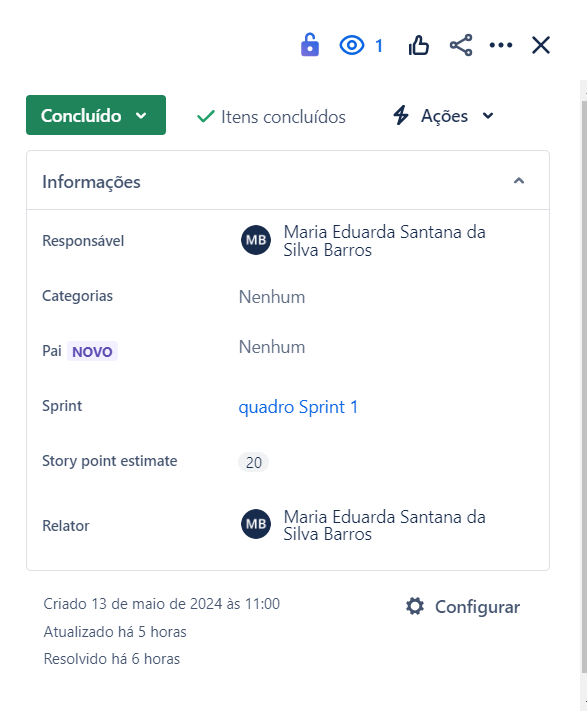 1
Concluído
Itens concluídos
Ações
Informações
Responsável
MB
Maria Eduarda Santana da
Silva Barros
Categorias
Nenhum
Pai NOVO
Nenhum
Sprint
quadro Sprint 1
Story point estimate
20
Relator
MB
Maria Eduarda Santana da
Silva Barros
Criado 13 de maio de 2024 às 11:00
Atualizado há 5 horas
Resolvido há 6 horas
Configurar